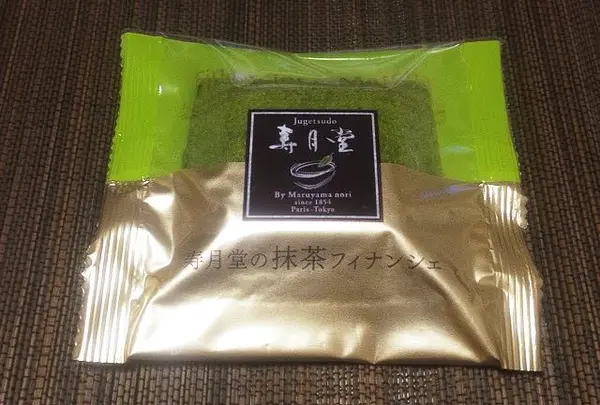 Jugetsudo
寿月堂
By Maruyama nori
since 1854
Paris - Tokyo
寿月堂の抹茶フィナンシェ